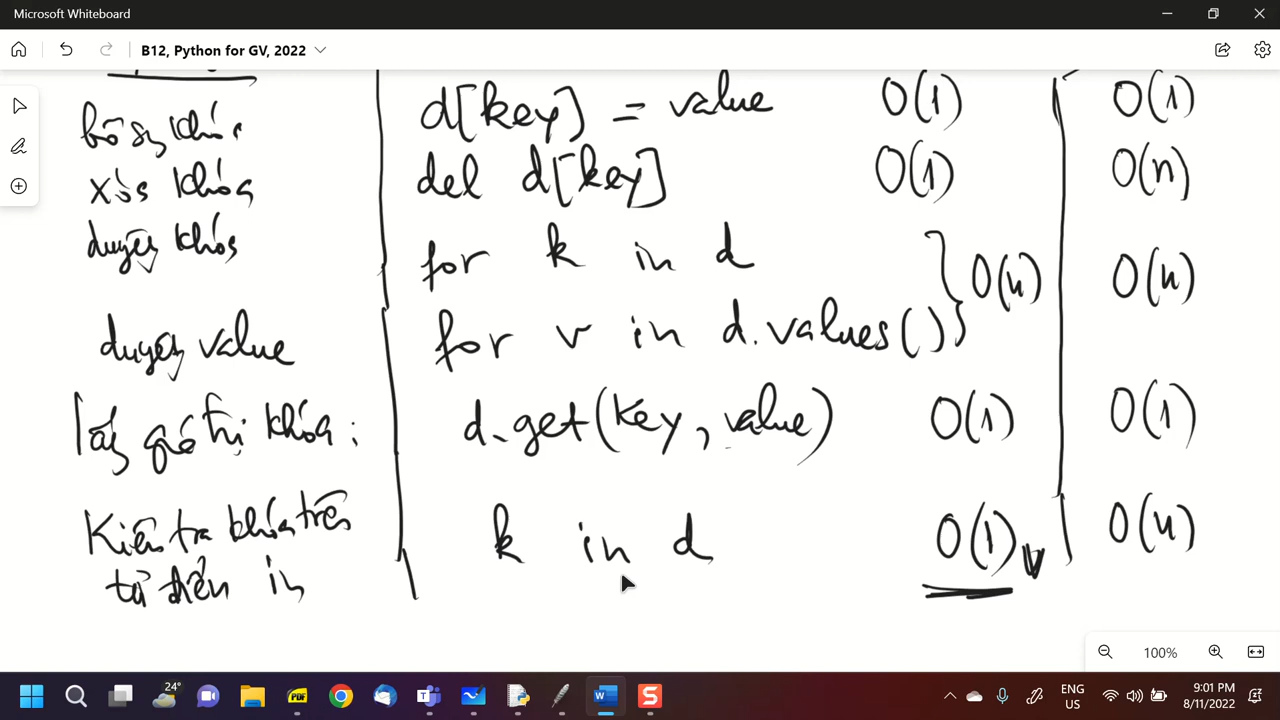 Microsoft Whiteboard
B12, Python for GV, 2022
bổ sg khóa d[key] = value O(1) O(1)
xóa khóa del d[key] O(1) O(n)
duyệt khóa for k in d O(n) O(n)
duyệt value for v in d.values()
lấy giá trị khóa : d.get(key, value) O(1) O(1)
Kiểm tra khóa trên k in d O(1) O(n)
từ điển in
100%
24°
PDF
ENG
US
9:01 PM
8/11/2022